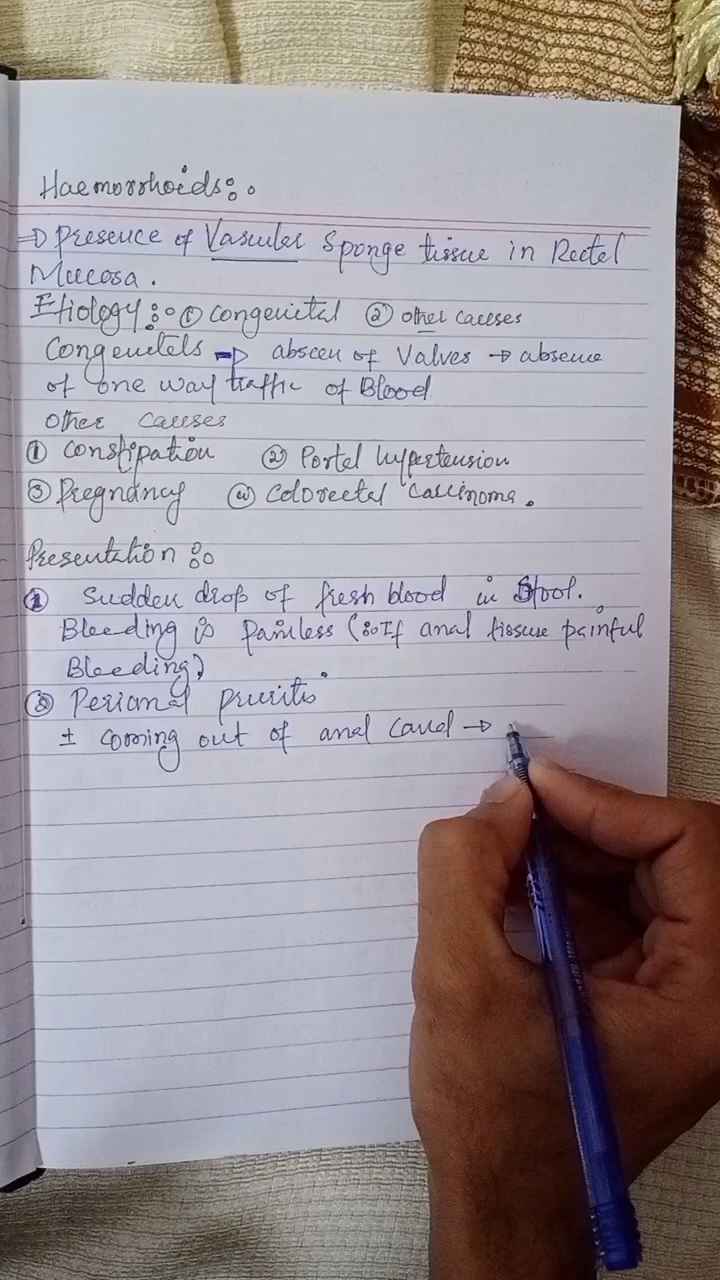 Haemorrhoids:
⇒ Presence of Vascular Sponge tissue in Rectal
Mucosa.
Etiology: ① Congenital ② other causes
Congenitals → abscen of Valves → absence
of one way traffic of Blood
Other causes
① Constipation ② Portal hypertension
③ Pregnancy ④ Colorectal Carcinoma.
Presentation:
① Sudden drop of fresh blood in Stool.
Bleeding is Painless (: If anal tissue painful
Bleeding)
③ Perianal pruritis
± coming out of anal canal →